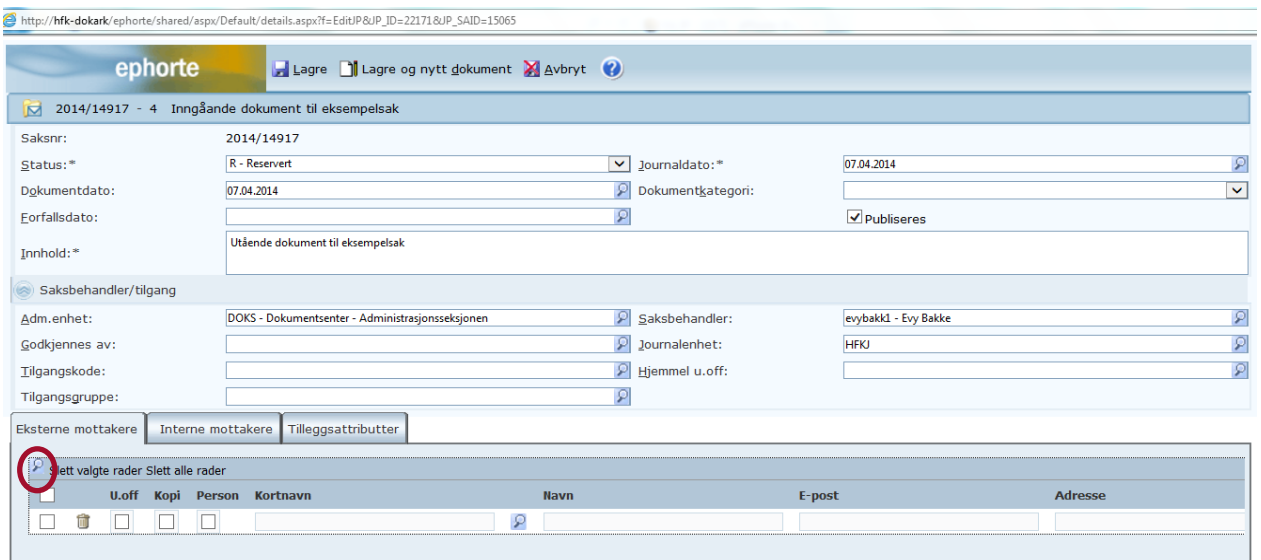 http://hfk-dokark/ephorte/shared/aspx/Default/details.aspx?f=EditJP&JP_ID=22171&JP_SAID=15065
ephorte Lagre Lagre og nytt dokument Avbryt ?
2014/14917 - 4 Inngåande dokument til eksempelsak
Saksnr: 2014/14917
Status:* R - Reservert Journaldato:* 07.04.2014
Dokumentdato: 07.04.2014 Dokumentkategori:
Forfallsdato: Publiseres
Innhold:* Utående dokument til eksempelsak
Saksbehandler/tilgang
Adm.enhet: DOKS - Dokumentsenter - Administrasjonsseksjonen Saksbehandler: evybakk1 - Evy Bakke
Godkjennes av: Journalenhet: HFKJ
Tilgangskode: Hjemmel u.off:
Tilgangsgruppe:
Eksterne mottakere Interne mottakere Tilleggsattributter
Slett valgte rader Slett alle rader
U.off Kopi Person Kortnavn Navn E-post Adresse